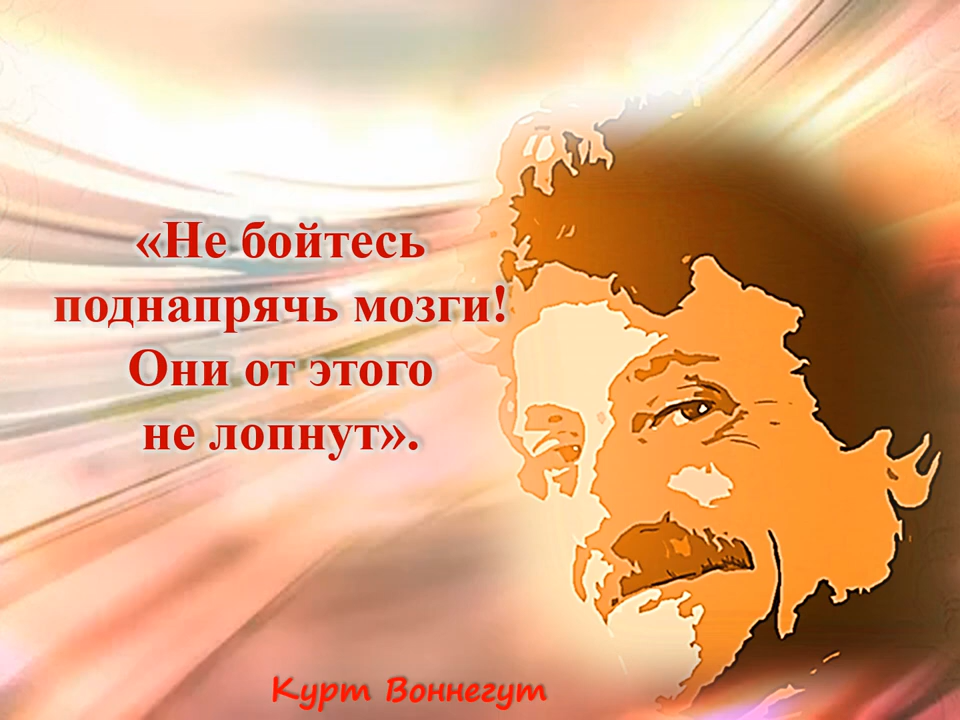 «Не бойтесь
поднапрячь мозги!
Они от этого
не лопнут».
Курт Воннегут